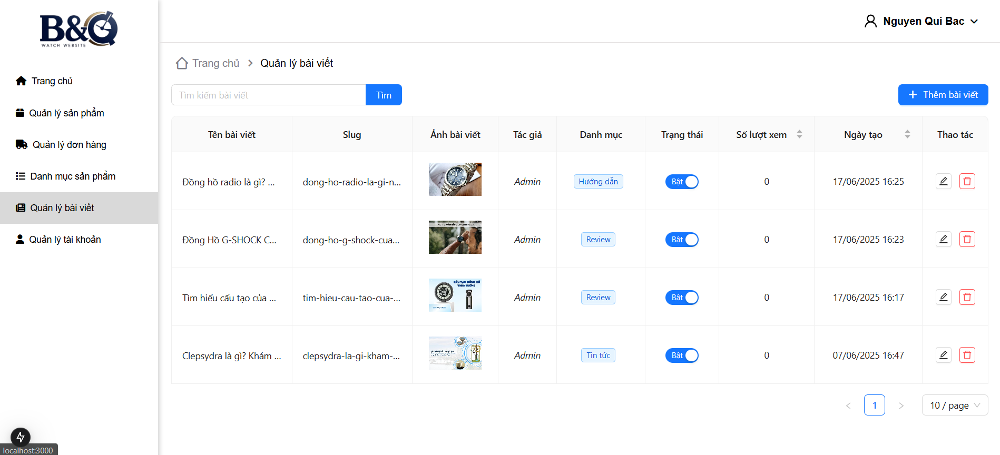 B&G
WATCH WEBSITE
Nguyen Qui Bac
Trang chủ
Quản lý sản phẩm
Quản lý đơn hàng
Danh mục sản phẩm
Quản lý bài viết
Quản lý tài khoản
Trang chủ > Quản lý bài viết
Tìm kiếm bài viết Tìm
+ Thêm bài viết
Tên bài viết Slug Ảnh bài viết Tác giả Danh mục Trạng thái Số lượt xem Ngày tạo Thao tác
Đồng hồ radio là gì? ... dong-ho-radio-la-gi-n... Admin Hướng dẫn Bật 0 17/06/2025 16:25
Đồng Hồ G-SHOCK C... dong-ho-g-shock-cua... Admin Review Bật 0 17/06/2025 16:23
CẤU TẠO ĐỒNG HỒ
TREO TƯỜNG
Tìm hiểu cấu tạo của ... tim-hieu-cau-tao-cua-... Admin Review Bật 0 17/06/2025 16:17
Clepsydra là gì? Khám ... clepsydra-la-gi-kham-... Admin Tin tức Bật 0 07/06/2025 16:47
< 1 > 10 / page
localhost:3000